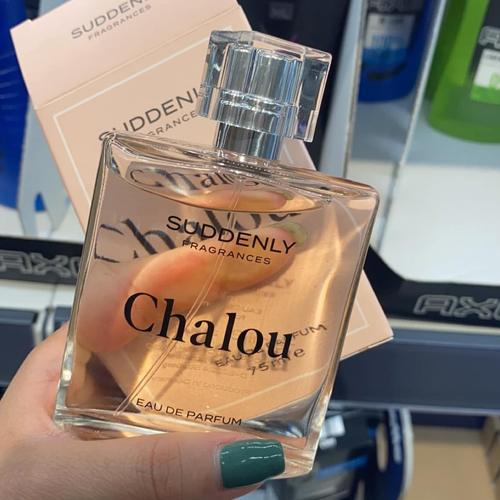 SUDDENLY
FRAGRANCES
SUDDENLY
FRAGRANCES
SUDDENLY
FRAGRANCES
Chalou
EAU DE PARFUM
75ml e
EAU DE PARFUM
AXE
AXE